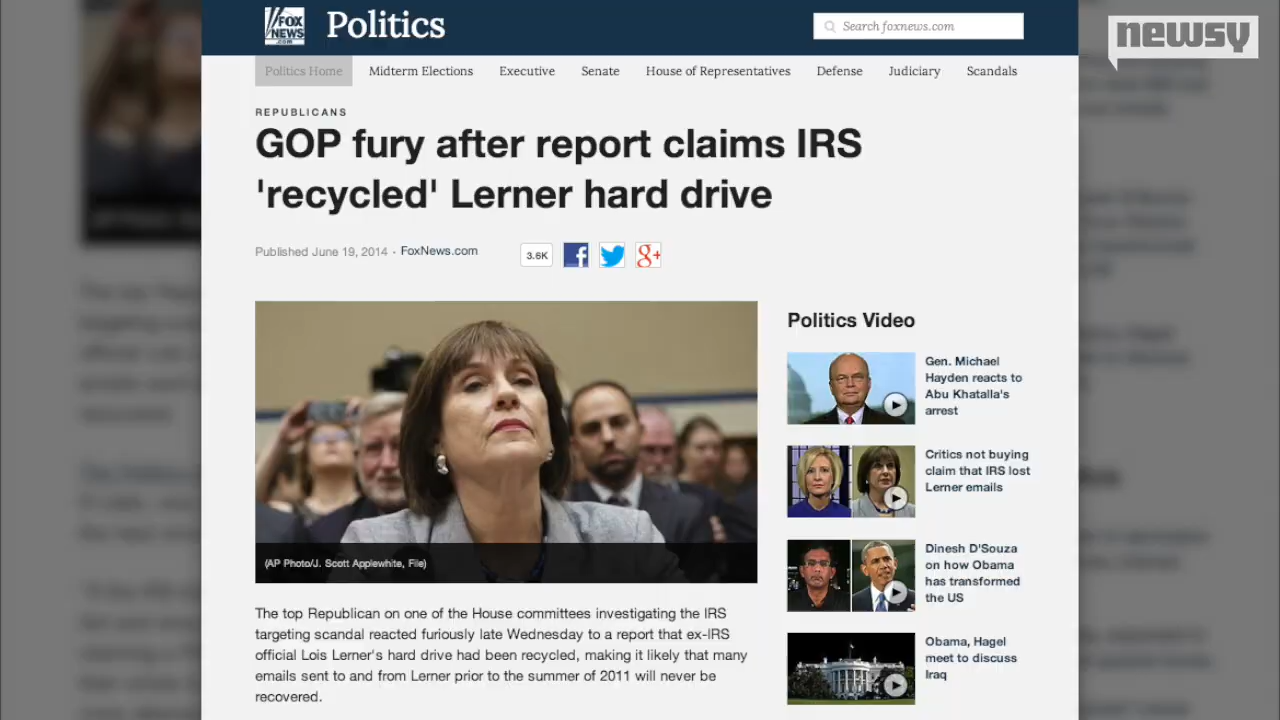 FOX
NEWS
.com
Politics
Search foxnews.com
newsy
Politics Home
Midterm Elections
Executive
Senate
House of Representatives
Defense
Judiciary
Scandals
REPUBLICANS
GOP fury after report claims IRS
'recycled' Lerner hard drive
Published June 19, 2014 · FoxNews.com
3.6K
f
g+
(AP Photo/J. Scott Applewhite, File)
The top Republican on one of the House committees investigating the IRS
targeting scandal reacted furiously late Wednesday to a report that ex-IRS
official Lois Lerner's hard drive had been recycled, making it likely that many
emails sent to and from Lerner prior to the summer of 2011 will never be
recovered.
Politics Video
Gen. Michael
Hayden reacts to
Abu Khatalla's
arrest
Critics not buying
claim that IRS lost
Lerner emails
Dinesh D'Souza
on how Obama
has transformed
the US
Obama, Hagel
meet to discuss
Iraq